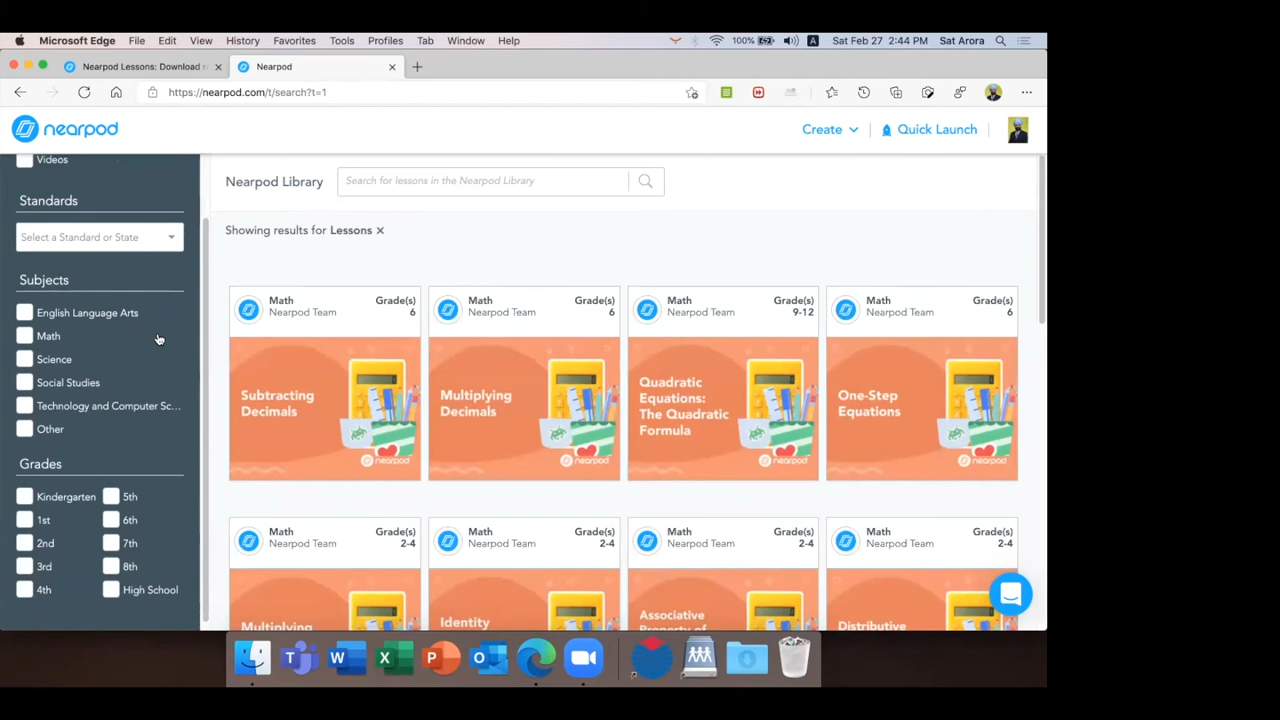 Microsoft Edge File Edit View History Favorites Tools Profiles Tab Window Help 100% A Sat Feb 27 2:44 PM Sat Arora
Nearpod Lessons: Download r
Nearpod
https://nearpod.com/t/search?t=1
nearpod
Create
Quick Launch
Videos
Standards
Select a Standard or State
Subjects
English Language Arts
Math
Science
Social Studies
Technology and Computer Sc...
Other
Grades
Kindergarten 5th
1st 6th
2nd 7th
3rd 8th
4th High School
Nearpod Library
Search for lessons in the Nearpod Library
Showing results for Lessons ×
Math
Nearpod Team
Grade(s)
6
Subtracting
Decimals
nearpod
Math
Nearpod Team
Grade(s)
6
Multiplying
Decimals
nearpod
Math
Nearpod Team
Grade(s)
9-12
Quadratic
Equations:
The Quadratic
Formula
nearpod
Math
Nearpod Team
Grade(s)
6
One-Step
Equations
nearpod
Math
Nearpod Team
Grade(s)
2-4
Multiplying
Math
Nearpod Team
Grade(s)
2-4
Identity
Math
Nearpod Team
Grade(s)
2-4
Associative
Property of
Math
Nearpod Team
Grade(s)
2-4
Distributive
T W X P O